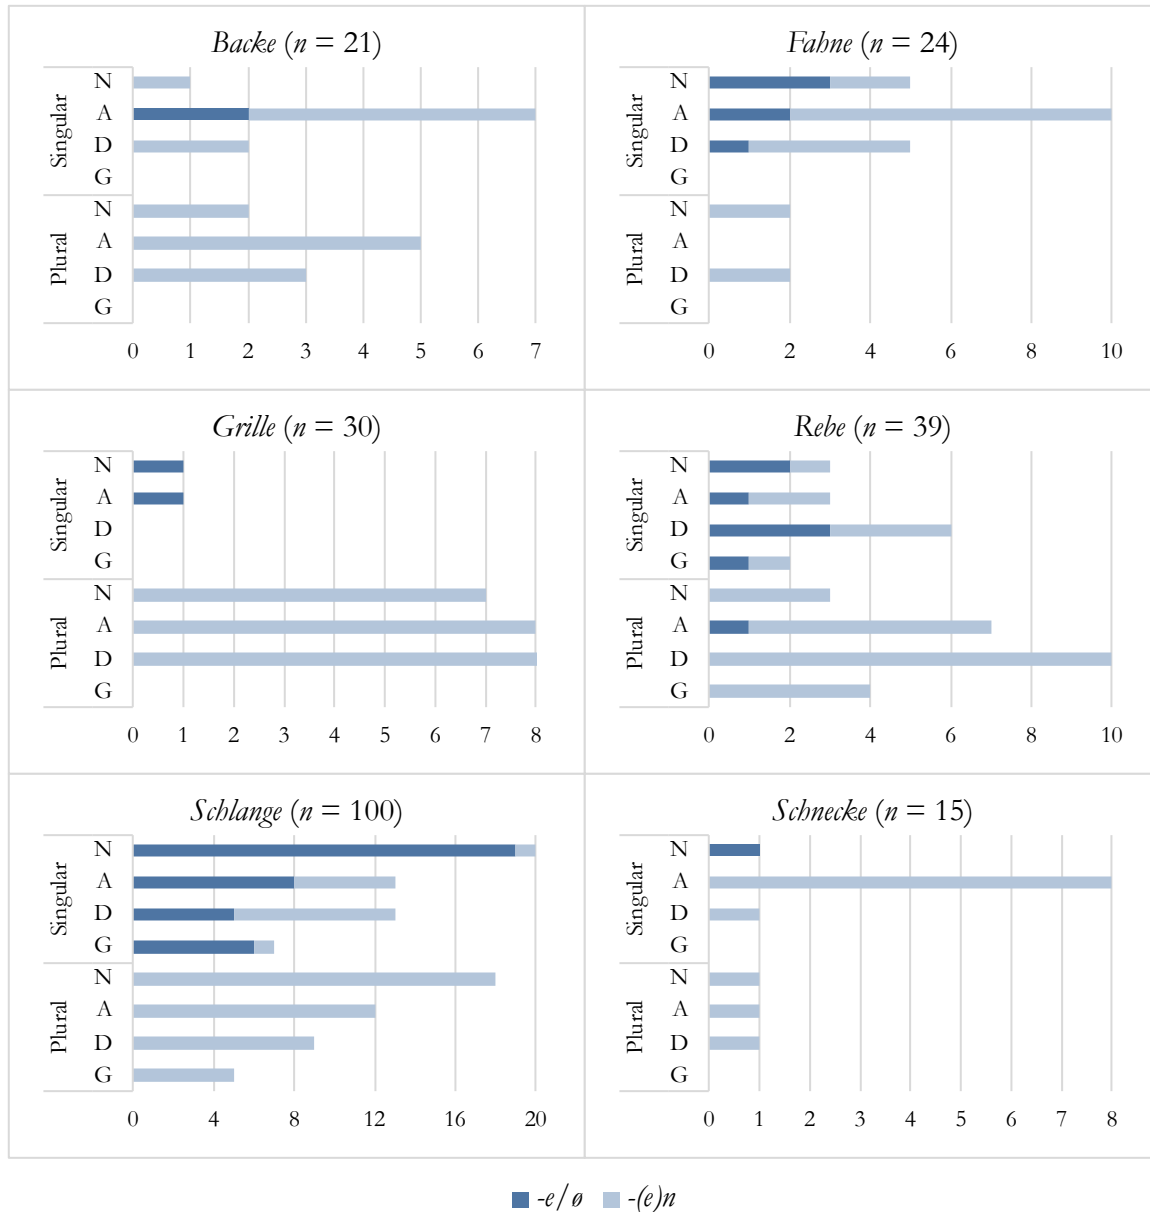 Backe (n = 21)
Singular
N
A
D
G
Plural
N
A
D
G
0 1 2 3 4 5 6 7
Fahne (n = 24)
Singular
N
A
D
G
Plural
N
A
D
G
0 2 4 6 8 10
Grille (n = 30)
Singular
N
A
D
G
Plural
N
A
D
G
0 1 2 3 4 5 6 7 8
Rebe (n = 39)
Singular
N
A
D
G
Plural
N
A
D
G
0 2 4 6 8 10
Schlange (n = 100)
Singular
N
A
D
G
Plural
N
A
D
G
0 4 8 12 16 20
Schnecke (n = 15)
Singular
N
A
D
G
Plural
N
A
D
G
0 1 2 3 4 5 6 7 8
-e/ø -(e)n